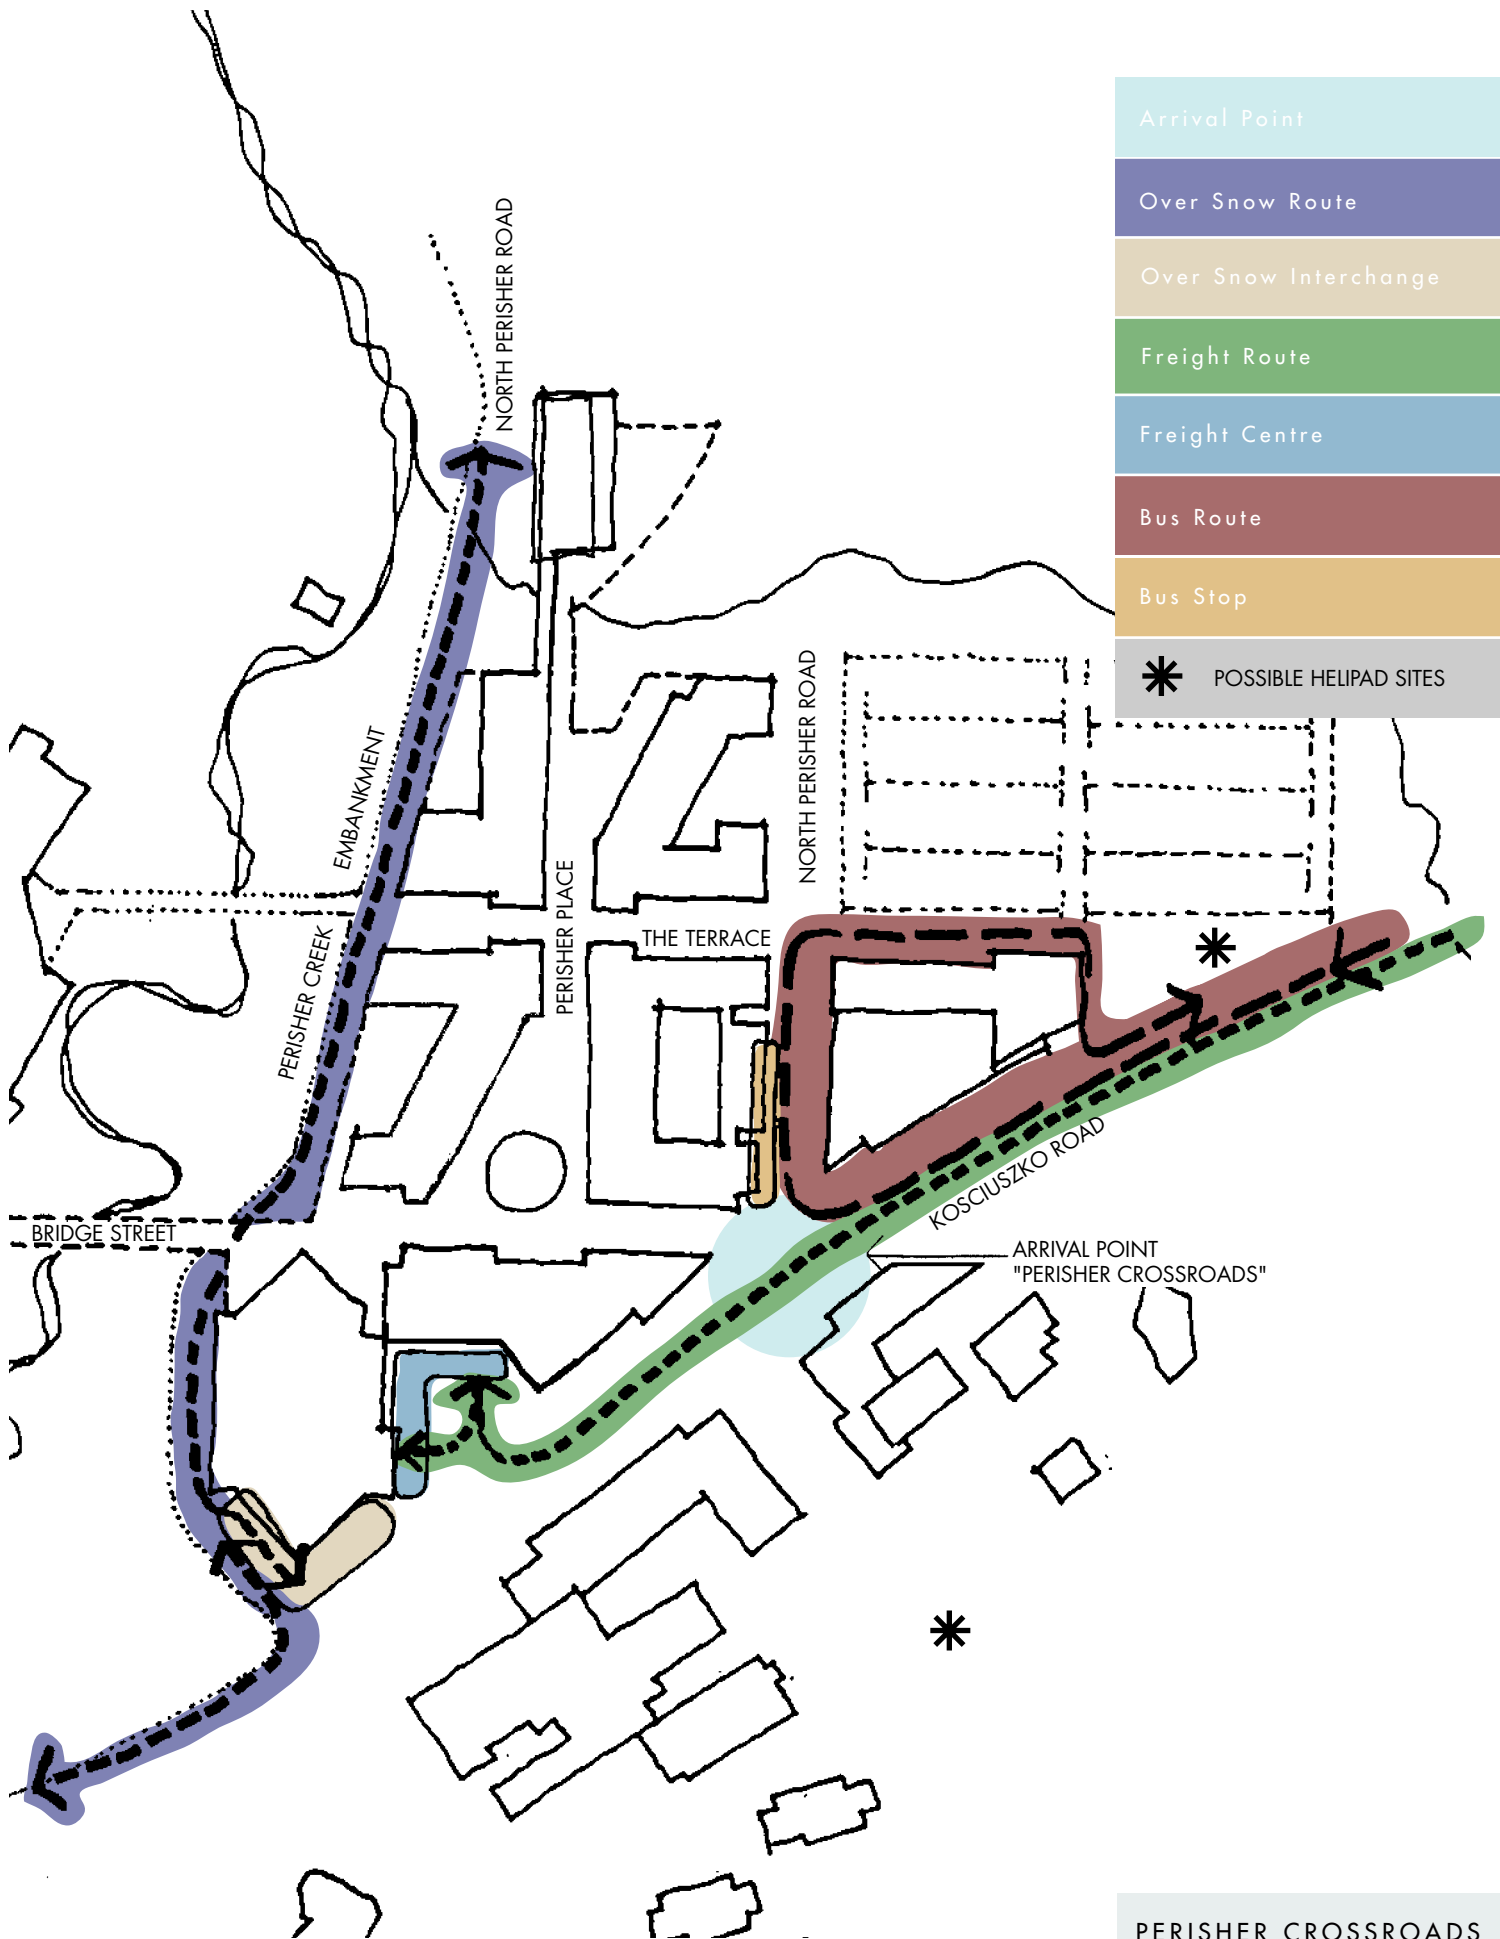 Arrival Point
Over Snow Route
Over Snow Interchange
Freight Route
Freight Centre
Bus Route
Bus Stop
POSSIBLE HELIPAD SITES
NORTH PERISHER ROAD
NORTH PERISHER ROAD
EMBANKMENT
PERISHER PLACE
THE TERRACE
PERISHER CREEK
KOSCIUSZKO ROAD
BRIDGE STREET
ARRIVAL POINT
"PERISHER CROSSROADS"
PERISHER CROSSROADS